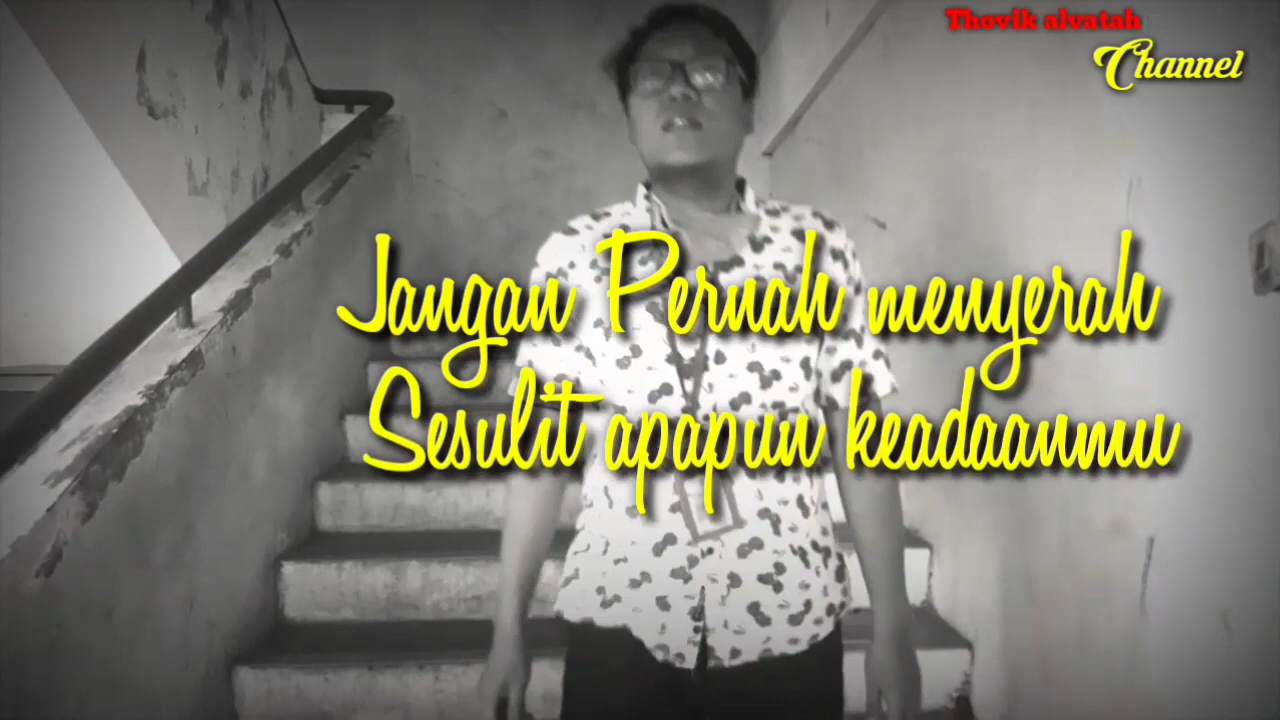 Thovik alvatah
Channel
Jangan Pernah menyerah
Sesulit apapun keadaanmu